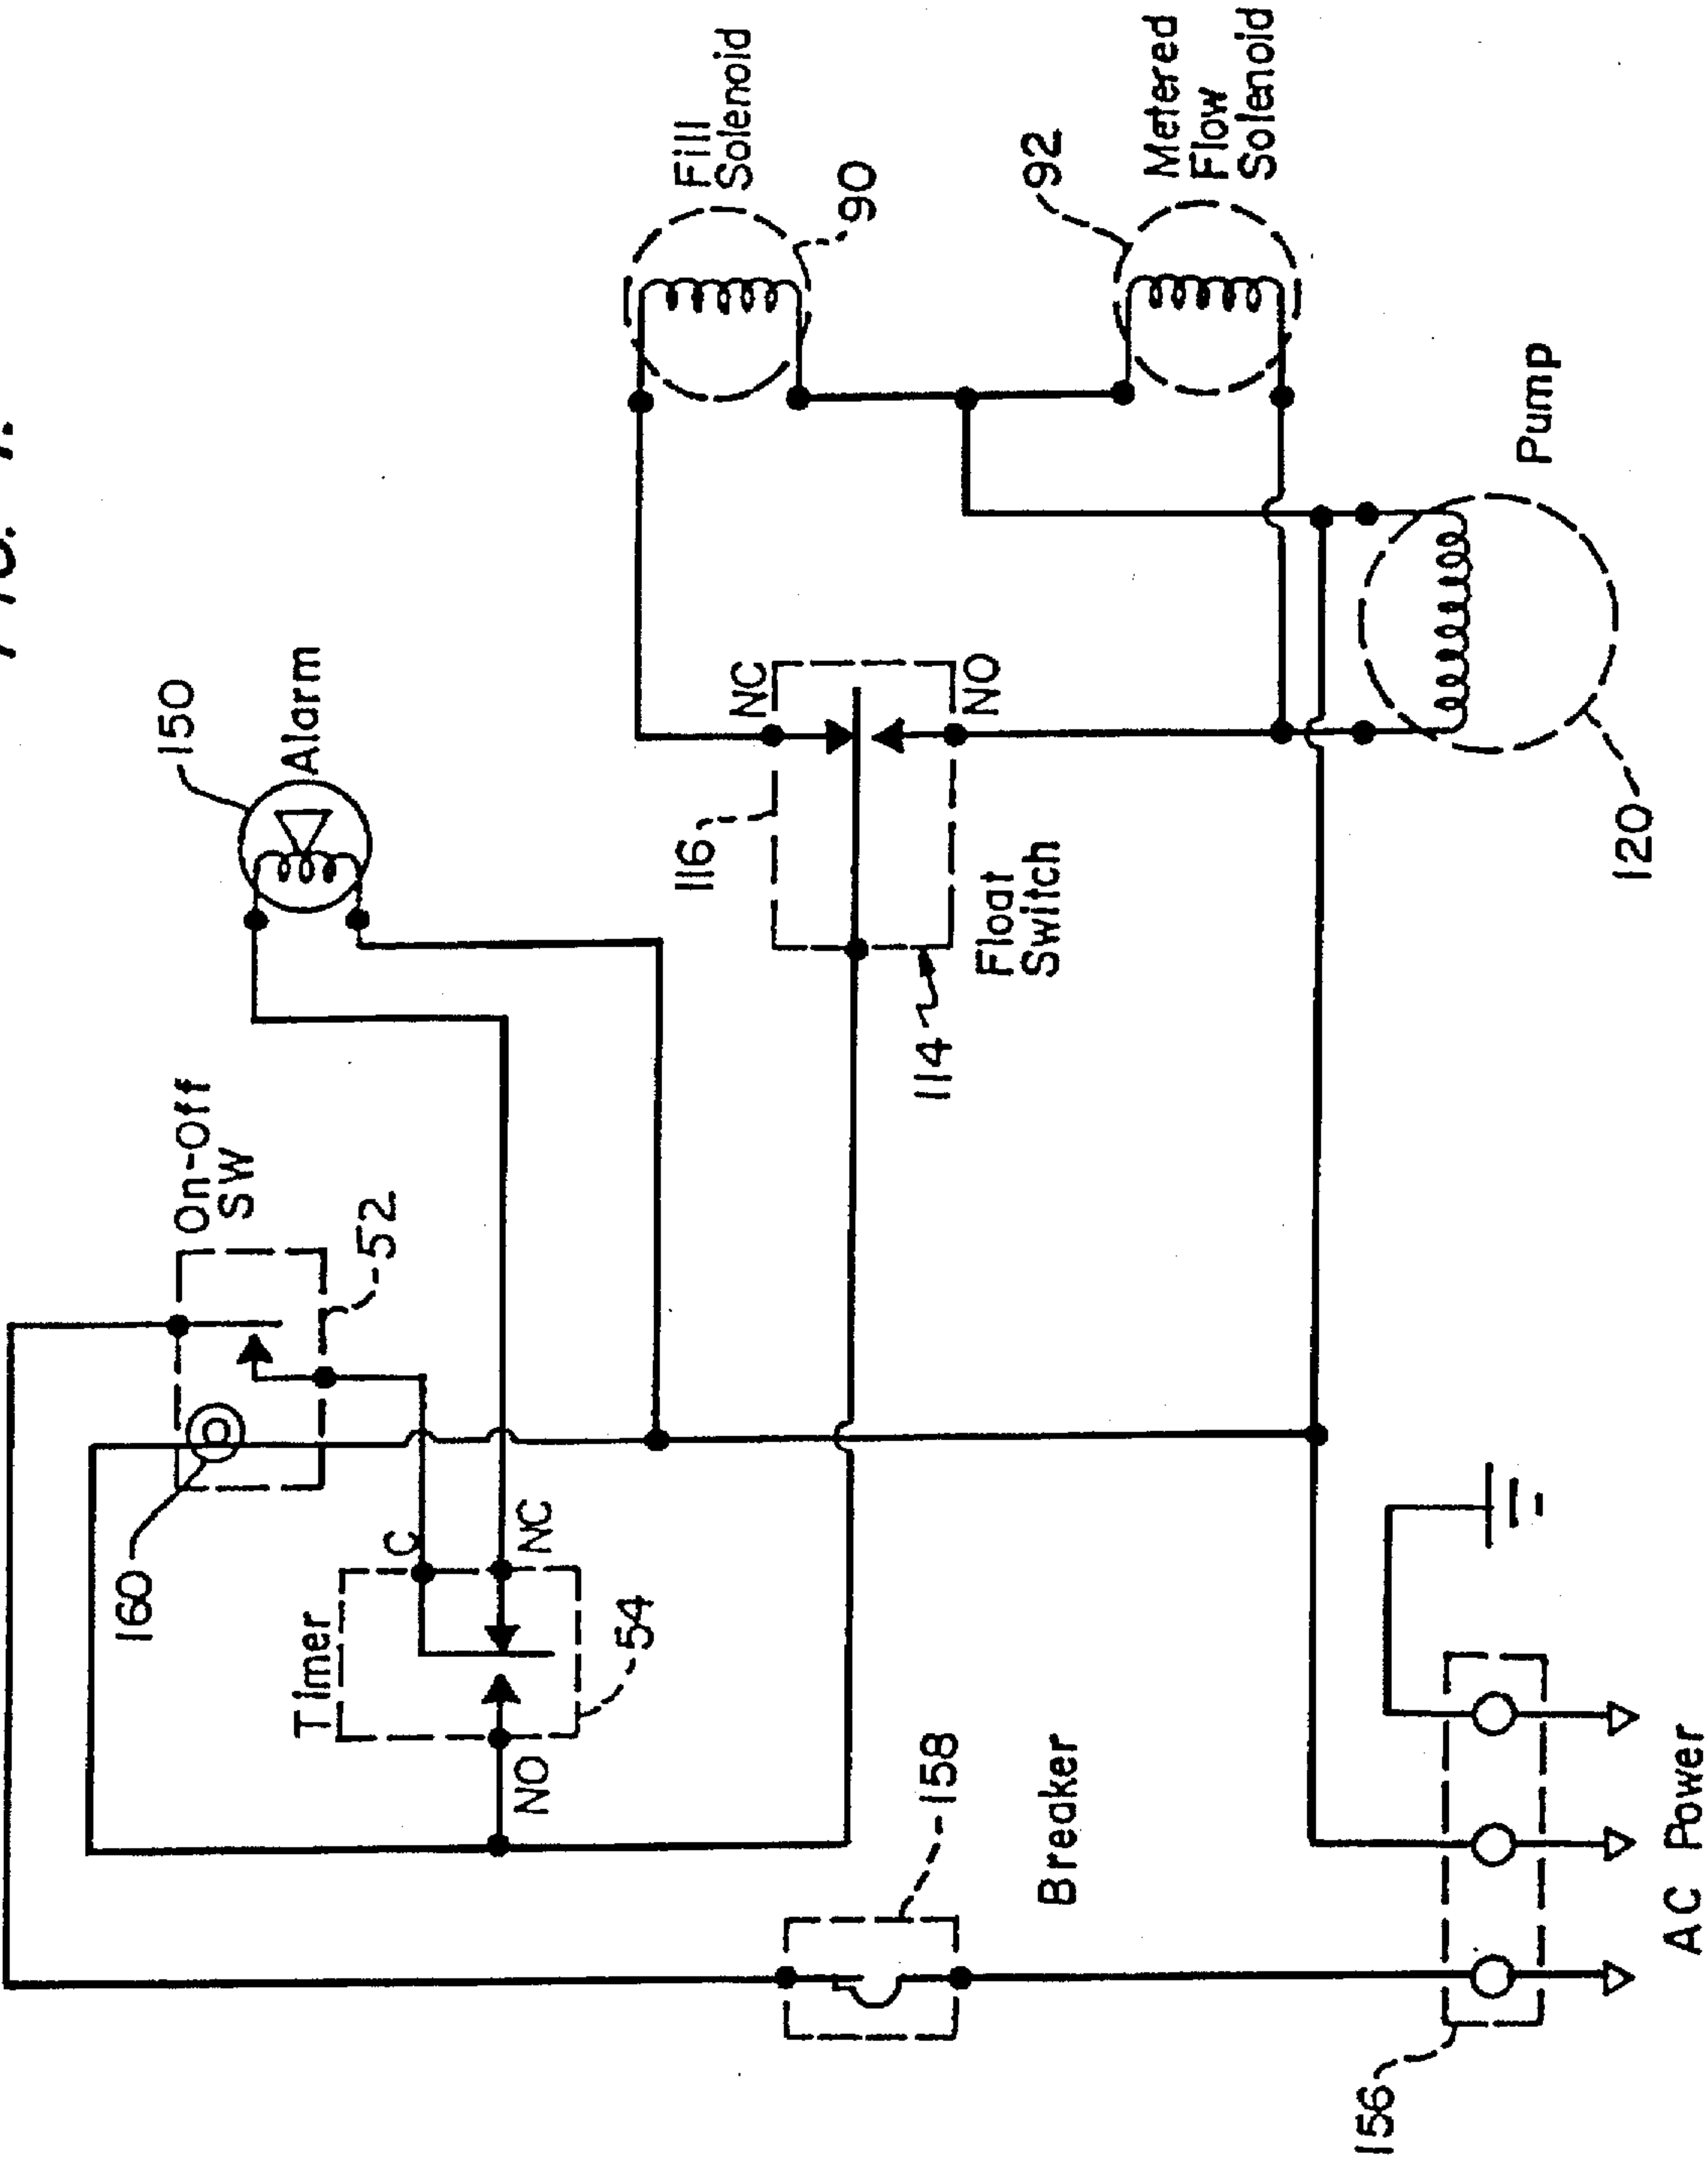 160
On-off
SW
52
Timer
C
NC
NO
54
150
Alarm
Fill
Solenoid
90
116
NC
NO
114
Float
Switch
92
Metered
Flow
Solenoid
158
Breaker
Pump
120
156
AC Power